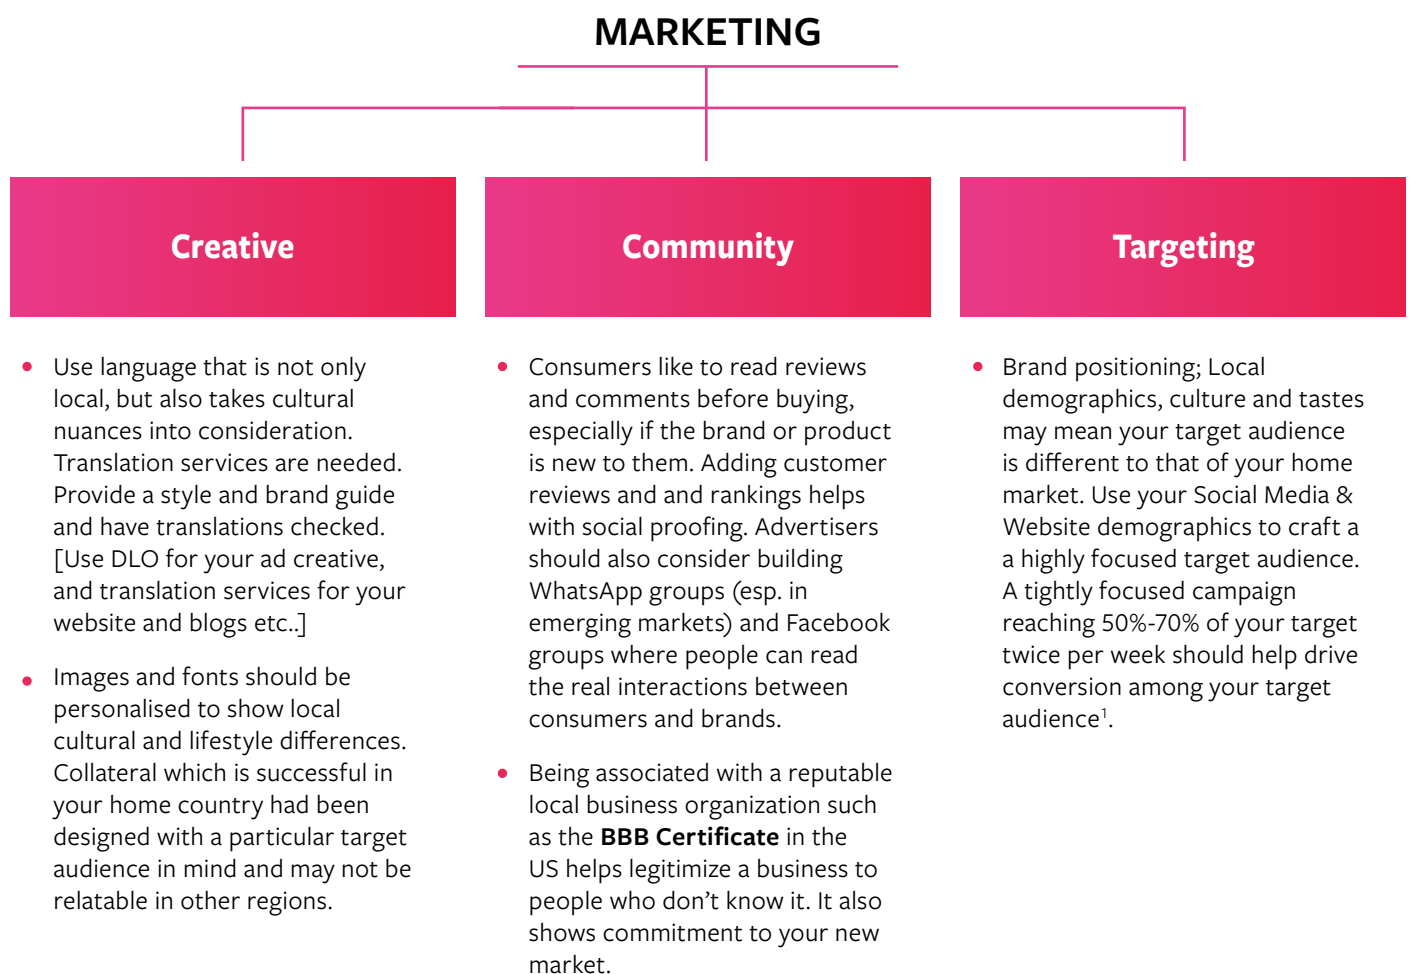 MARKETING
Creative
Community
Targeting
• Use language that is not only
local, but also takes cultural
nuances into consideration.
Translation services are needed.
Provide a style and brand guide
and have translations checked.
[Use DLO for your ad creative,
and translation services for your
website and blogs etc..]
• Images and fonts should be
personalised to show local
cultural and lifestyle differences.
Collateral which is successful in
your home country had been
designed with a particular target
audience in mind and may not be
relatable in other regions.
• Consumers like to read reviews
and comments before buying,
especially if the brand or product
is new to them. Adding customer
reviews and and rankings helps
with social proofing. Advertisers
should also consider building
WhatsApp groups (esp. in
emerging markets) and Facebook
groups where people can read
the real interactions between
consumers and brands.
• Being associated with a reputable
local business organization such
as the BBB Certificate in the
US helps legitimize a business to
people who don’t know it. It also
shows commitment to your new
market.
• Brand positioning; Local
demographics, culture and tastes
may mean your target audience
is different to that of your home
market. Use your Social Media &
Website demographics to craft a
a highly focused target audience.
A tightly focused campaign
reaching 50%-70% of your target
twice per week should help drive
conversion among your target
audience¹.